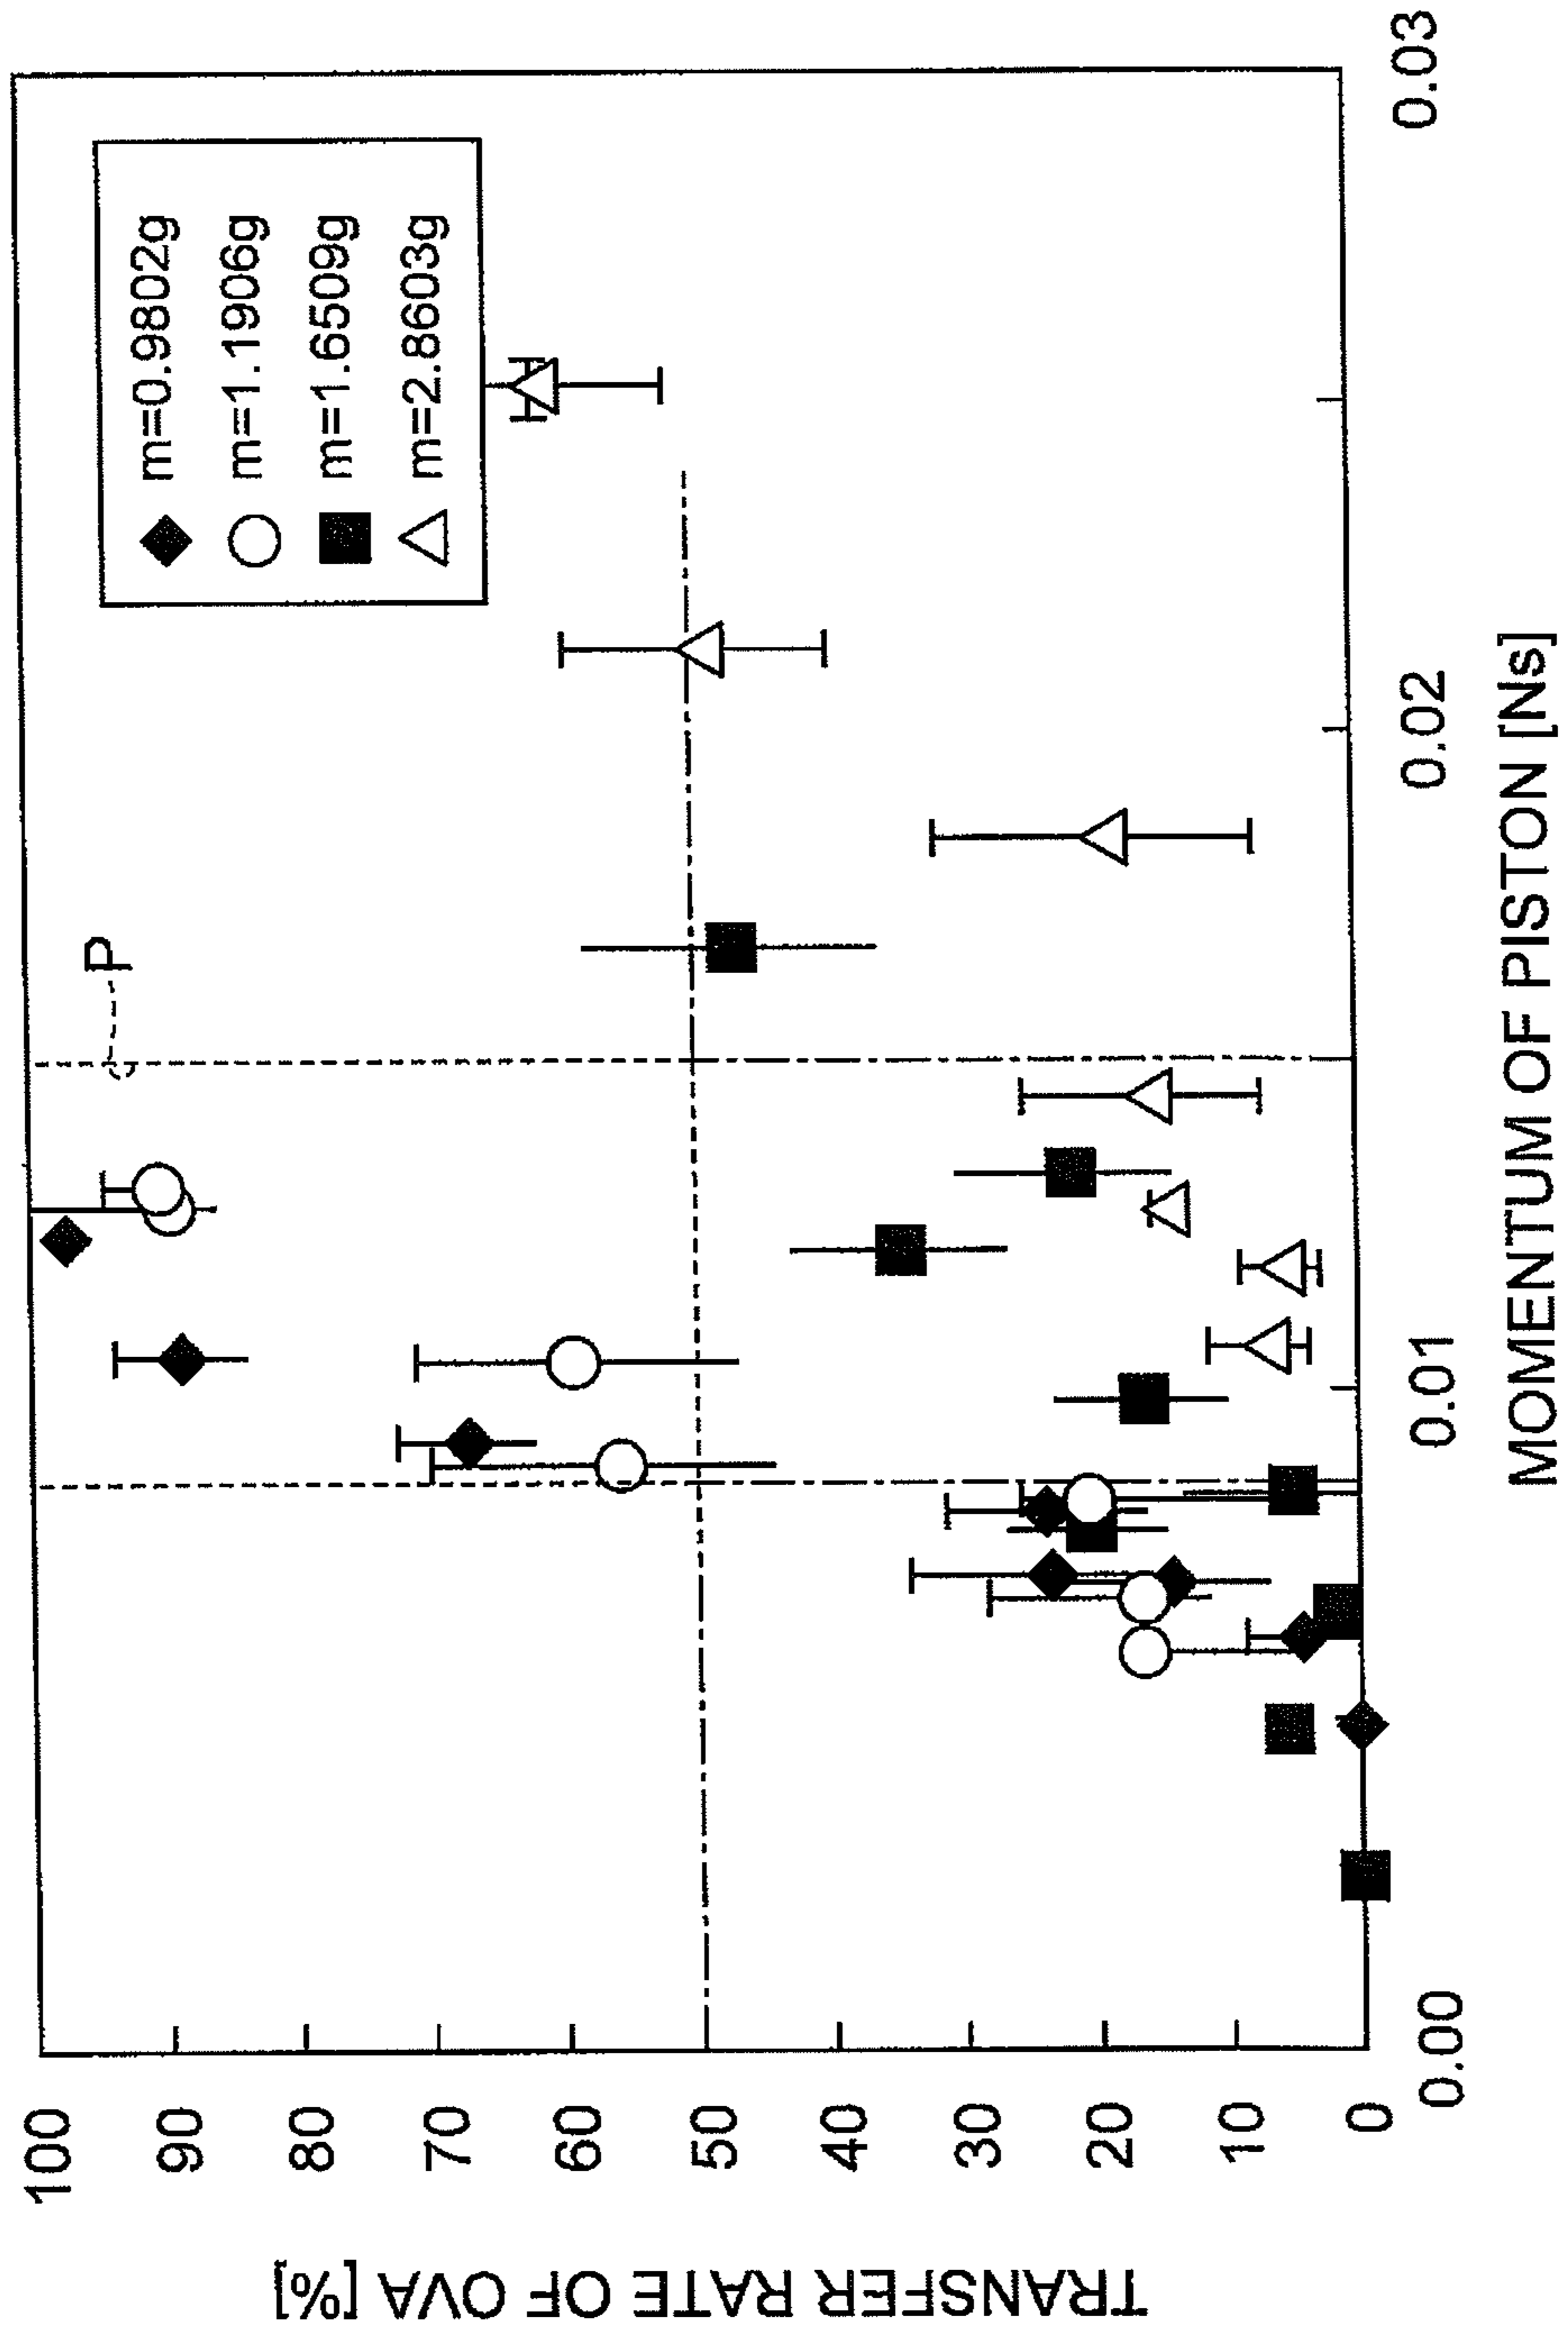 TRANSFER RATE OF OVA [%]
100
90
80
70
60
50
40
30
20
10
0
P
m=0.9802g
m=1.1906g
m=1.6509g
m=2.8603g
0.00
0.01
0.02
0.03
MOMENTUM OF PISTON [Ns]